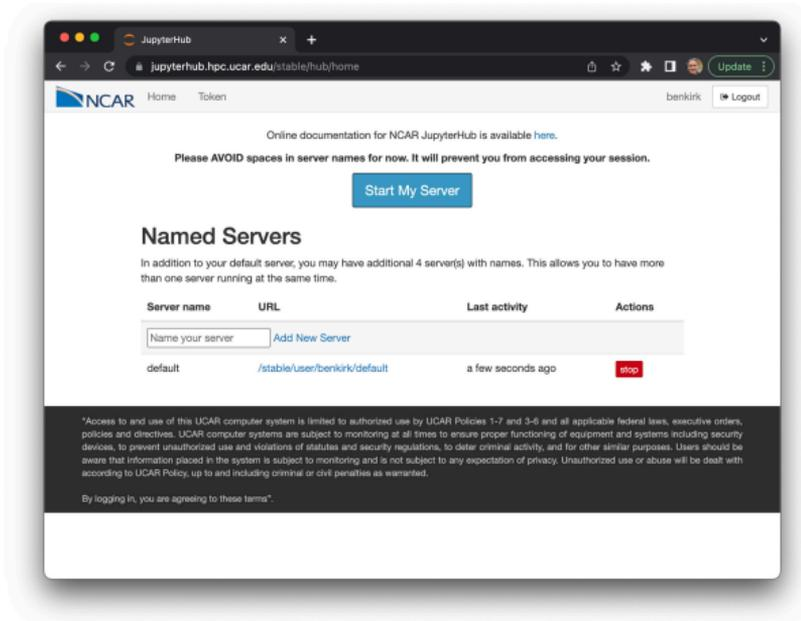 JupyterHub
jupyterhub.hpc.ucar.edu/stable/hub/home
Update
NCAR Home Token benkirk Logout
Online documentation for NCAR JupyterHub is available here.
Please AVOID spaces in server names for now. It will prevent you from accessing your session.
Start My Server
Named Servers
In addition to your default server, you may have additional 4 server(s) with names. This allows you to have more
than one server running at the same time.
Server name URL Last activity Actions
Name your server Add New Server
default /stable/user/benkirk/default a few seconds ago stop
"Access to and use of this UCAR computer system is limited to authorized use by UCAR Policies 1-7 and 3-6 and all applicable federal laws, executive orders,
policies and directives. UCAR computer systems are subject to monitoring at all times to ensure proper functioning of equipment and systems including security
devices, to prevent unauthorized use and violations of statutes and security regulations, to deter criminal activity, and for other similar purposes. Users should be
aware that information placed in the system is subject to monitoring and is not subject to any expectation of privacy. Unauthorized use or abuse will be dealt with
according to UCAR Policy, up to and including criminal or civil penalties as warranted.
By logging in, you are agreeing to these terms".